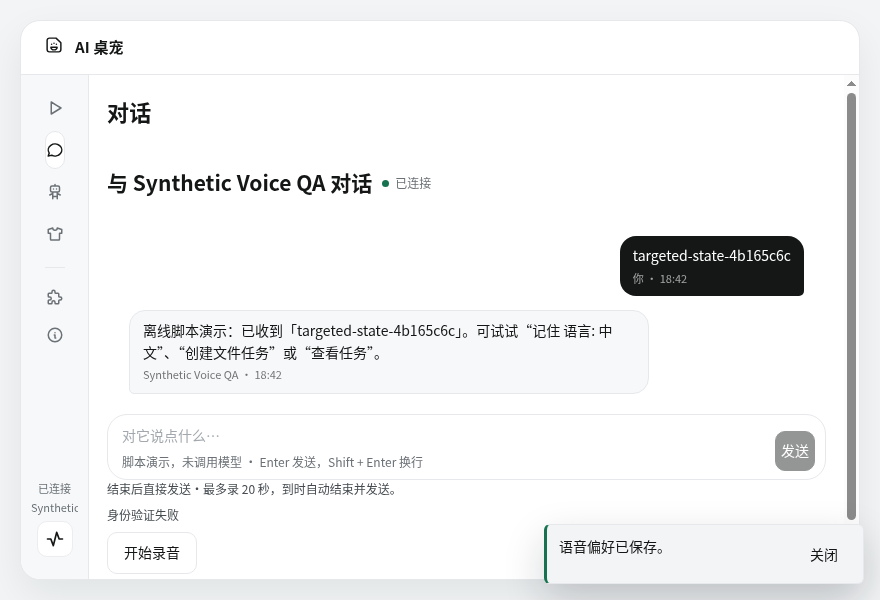 AI 桌宠
对话
与 Synthetic Voice QA 对话
已连接
targeted-state-4b165c6c
你 · 18:42
离线脚本演示：已收到「targeted-state-4b165c6c」。可试试“记住 语言: 中
文”、“创建文件任务”或“查看任务”。
Synthetic Voice QA · 18:42
对它说点什么…
脚本演示，未调用模型 · Enter 发送，Shift + Enter 换行
发送
结束后直接发送·最多录 20 秒，到时自动结束并发送。
身份验证失败
开始录音
已连接
Synthetic
语音偏好已保存。
关闭